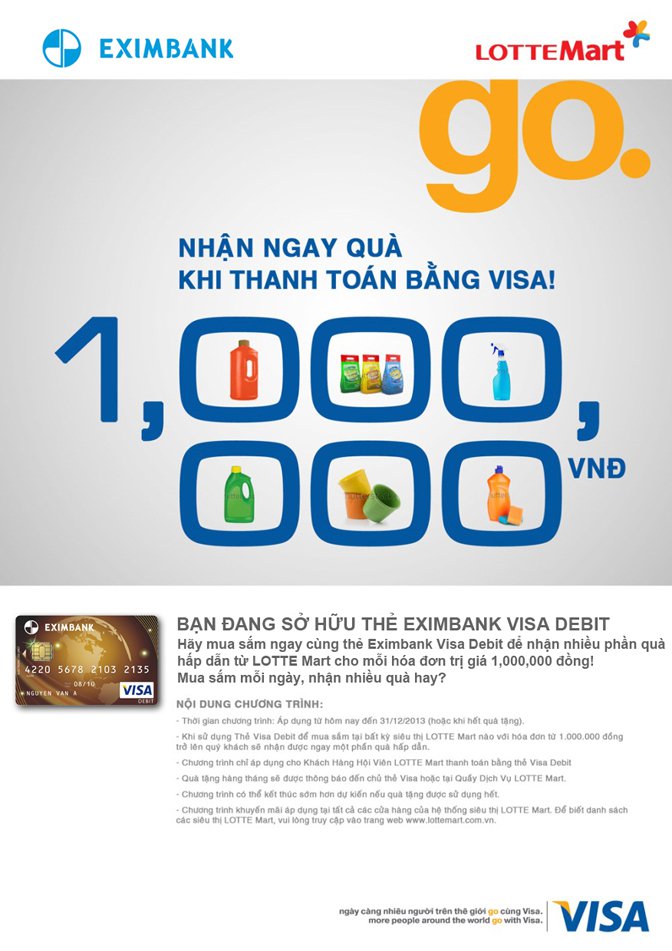 EXIMBANK
LOTTEMart
go.
NHẬN NGAY QUÀ
KHI THANH TOÁN BẰNG VISA!
1,000,
000 VNĐ
EXIMBANK
4220 5678 2103 2135
08/10
NGUYEN VAN A
VISA
DEBIT
BẠN ĐANG SỞ HỮU THẺ EXIMBANK VISA DEBIT
Hãy mua sắm ngay cùng thẻ Eximbank Visa Debit để nhận nhiều phần quà
hấp dẫn từ LOTTE Mart cho mỗi hóa đơn trị giá 1,000,000 đồng!
Mua sắm mỗi ngày, nhận nhiều quà hay?
NỘI DUNG CHƯƠNG TRÌNH:
- Thời gian chương trình: Áp dụng từ hôm nay đến 31/12/2013 (hoặc khi hết quà tặng).
- Khi sử dụng Thẻ Visa Debit để mua sắm tại bất kỳ siêu thị LOTTE Mart nào với hóa đơn từ 1.000.000 đồng
trở lên quý khách sẽ nhận được ngay một phần quà hấp dẫn.
- Chương trình chỉ áp dụng cho Khách Hàng Hội Viên LOTTE Mart thanh toán bằng thẻ Visa Debit
- Quà tặng hàng tháng sẽ được thông báo đến chủ thẻ Visa hoặc tại Quầy Dịch Vụ LOTTE Mart.
- Chương trình có thể kết thúc sớm hơn dự kiến nếu quà tặng được sử dụng hết.
- Chương trình khuyến mãi áp dụng tại tất cả các cửa hàng của hệ thống siêu thị LOTTE Mart. Để biết danh sách
các siêu thị LOTTE Mart, vui lòng truy cập vào trang web www.lottemart.com.vn.
ngày càng nhiều người trên thế giới go cùng Visa.
more people around the world go with Visa.
VISA